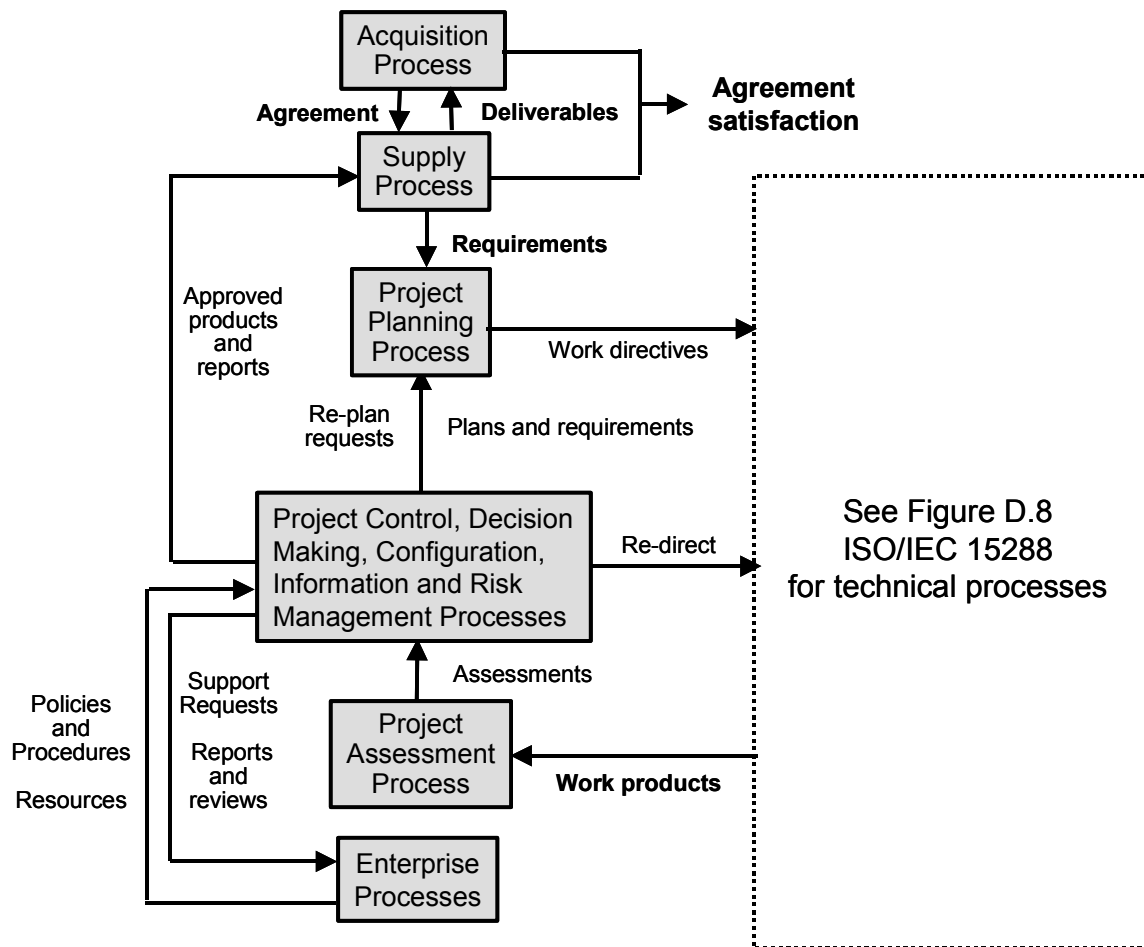 Acquisition
Process
Agreement
Deliverables
Agreement
satisfaction
Supply
Process
Requirements
Approved
products
and
reports
Project
Planning
Process
Work directives
Re-plan
requests
Plans and requirements
Project Control, Decision
Making, Configuration,
Information and Risk
Management Processes
Re-direct
See Figure D.8
ISO/IEC 15288
for technical processes
Assessments
Policies
and
Procedures
Resources
Support
Requests
Reports
and
reviews
Project
Assessment
Process
Work products
Enterprise
Processes